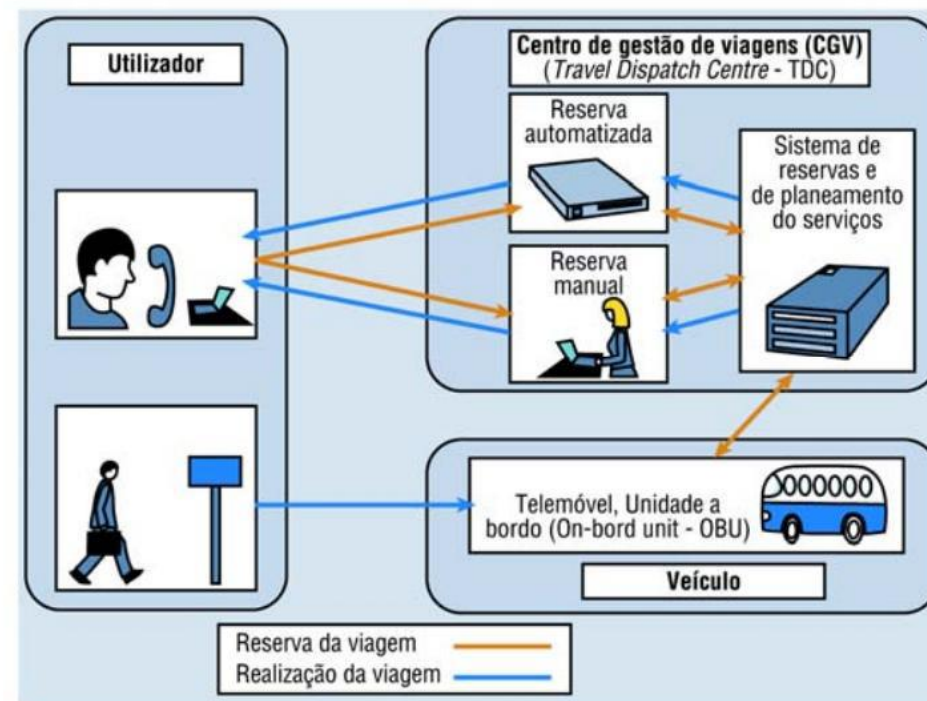 Utilizador
Centro de gestão de viagens (CGV)
(Travel Dispatch Centre - TDC)
Reserva
automatizada
Reserva
manual
Sistema de
reservas e
de planeamento
do serviços
Telemóvel, Unidade a
bordo (On-bord unit - OBU)
Veículo
Reserva da viagem
Realização da viagem